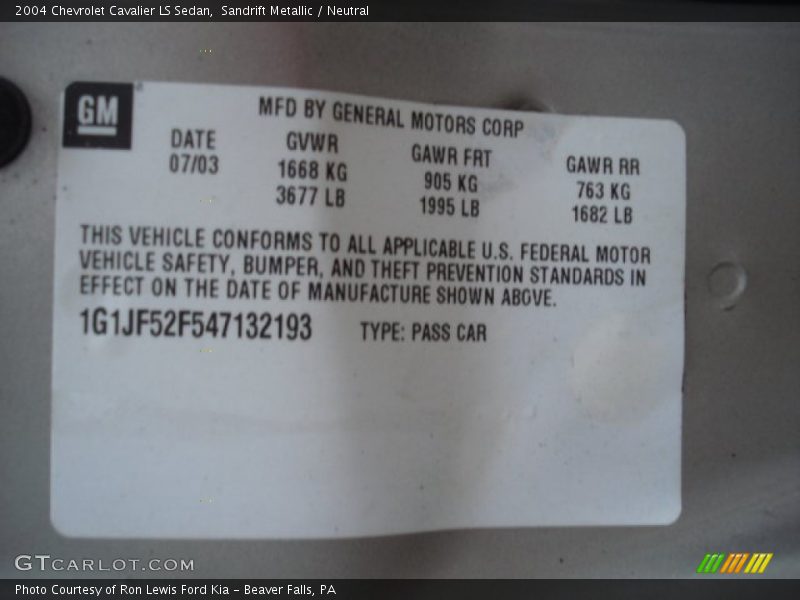 2004 Chevrolet Cavalier LS Sedan,  Sandrift Metallic / Neutral
GM
MFD BY GENERAL MOTORS CORP
DATE GVWR GAWR FRT GAWR RR
07/03 1668 KG 905 KG 763 KG
3677 LB 1995 LB 1682 LB
THIS VEHICLE CONFORMS TO ALL APPLICABLE U.S. FEDERAL MOTOR
VEHICLE SAFETY, BUMPER, AND THEFT PREVENTION STANDARDS IN
EFFECT ON THE DATE OF MANUFACTURE SHOWN ABOVE.
1G1JF52F547132193 TYPE: PASS CAR
GTCARLOT.COM
Photo Courtesy of Ron Lewis Ford Kia – Beaver Falls, PA